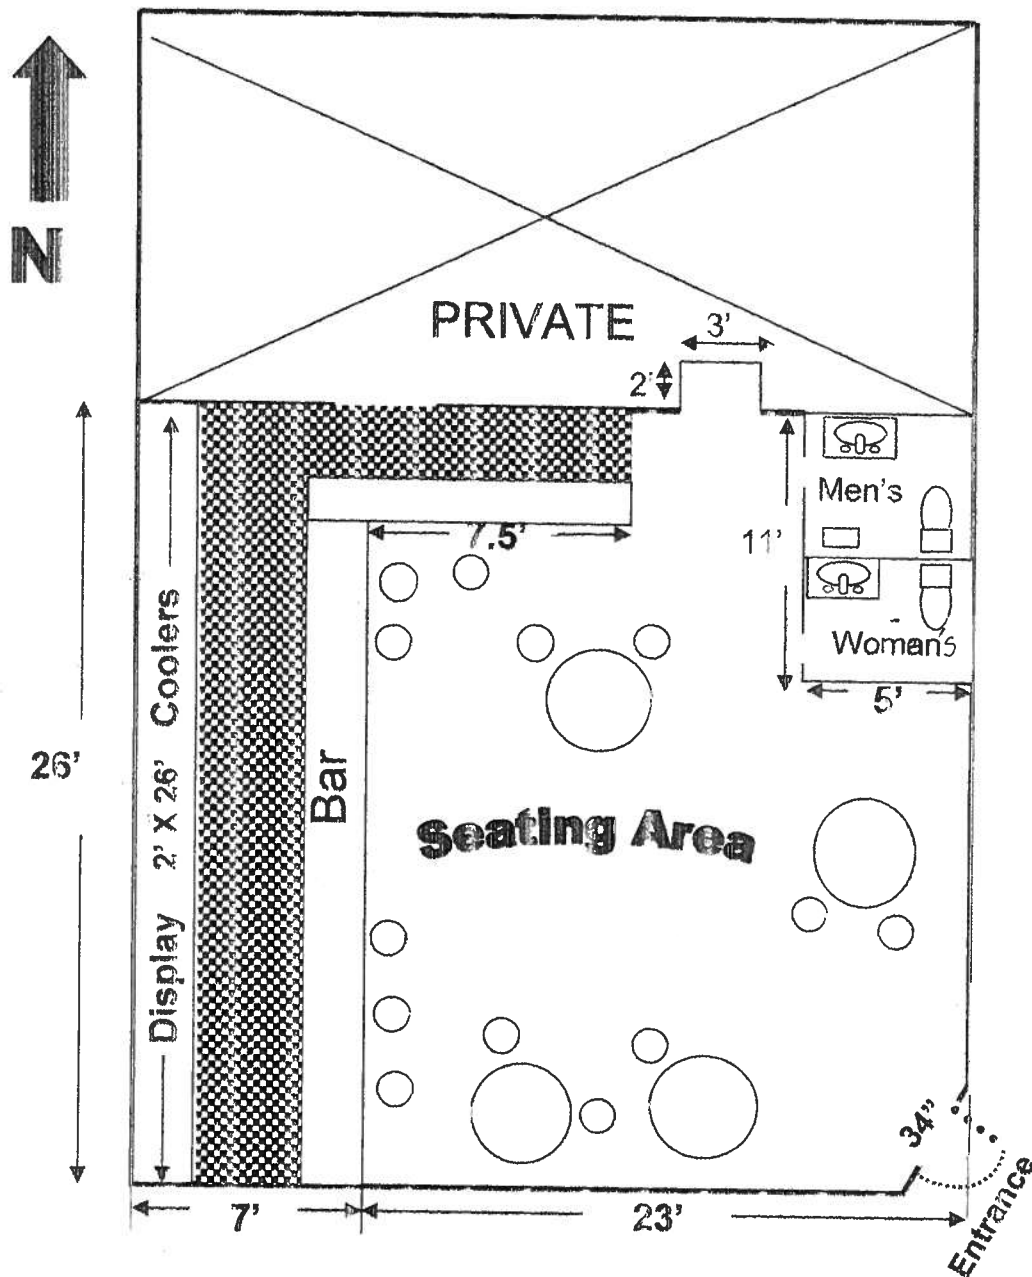 N
PRIVATE
3'
2'
7.5'
11'
Men's
Woman's
5'
26'
Display 2' X 26' Coolers
Bar
Seating Area
34"
Entrance
7'
23'